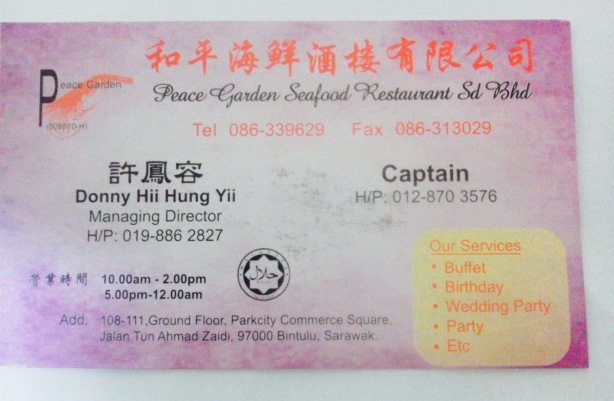 和平海鮮酒楼有限公司
Peace Garden
Peace Garden Seafood Restaurant Sd Bhd
Tel 086-339629 Fax 086-313029
許鳳容
Donny Hii Hung Yii
Managing Director
H/P: 019-886 2827
Captain
H/P: 012-870 3576
營業時間 10.00am - 2.00pm
5.00pm-12.00am
حلال
Add. 108-111,Ground Floor, Parkcity Commerce Square,
Jalan Tun Ahmad Zaidi, 97000 Bintulu, Sarawak.
Our Services
• Buffet
• Birthday
• Wedding Party
• Party
• Etc